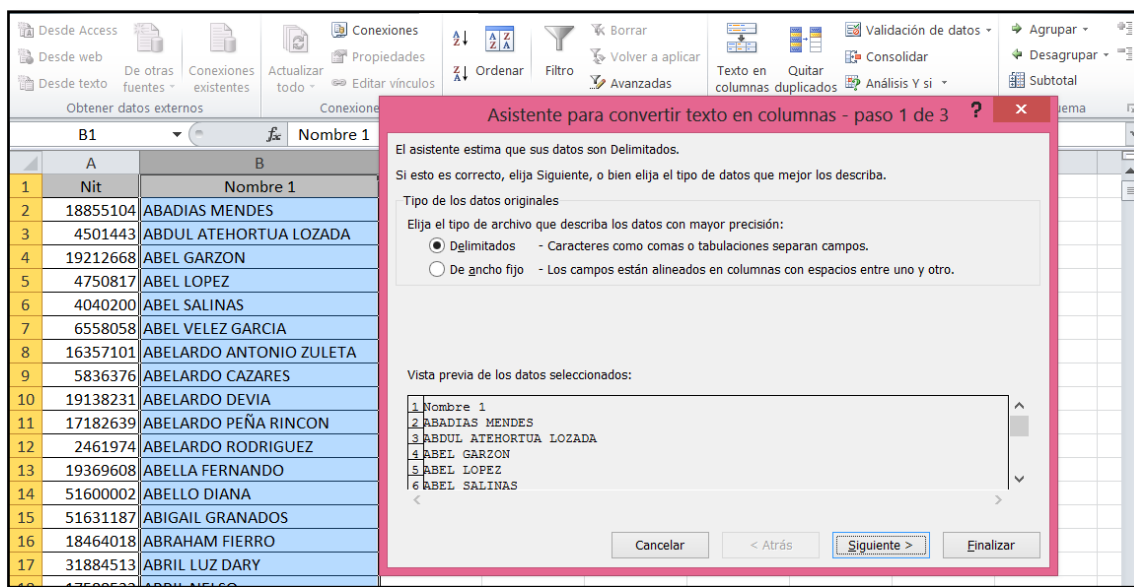 Desde Access
Desde web
Desde texto
De otras fuentes
Conexiones existentes
Obtener datos externos
Actualizar todo
Conexiones
Propiedades
Editar vínculos
Conexione
Ordenar
Filtro
Borrar
Volver a aplicar
Avanzadas
Texto en columnas
Quitar duplicados
Validación de datos
Consolidar
Análisis Y si
Agrupar
Desagrupar
Subtotal
ema
B1 fx Nombre 1
A B
1 Nit Nombre 1
2 18855104 ABADIAS MENDES
3 4501443 ABDUL ATEHORTUA LOZADA
4 19212668 ABEL GARZON
5 4750817 ABEL LOPEZ
6 4040200 ABEL SALINAS
7 6558058 ABEL VELEZ GARCIA
8 16357101 ABELARDO ANTONIO ZULETA
9 5836376 ABELARDO CAZARES
10 19138231 ABELARDO DEVIA
11 17182639 ABELARDO PEÑA RINCON
12 2461974 ABELARDO RODRIGUEZ
13 19369608 ABELLA FERNANDO
14 51600002 ABELLO DIANA
15 51631187 ABIGAIL GRANADOS
16 18464018 ABRAHAM FIERRO
17 31884513 ABRIL LUZ DARY
Asistente para convertir texto en columnas - paso 1 de 3 ? x
El asistente estima que sus datos son Delimitados.
Si esto es correcto, elija Siguiente, o bien elija el tipo de datos que mejor los describa.
Tipo de los datos originales
Elija el tipo de archivo que describa los datos con mayor precisión:
Delimitados - Caracteres como comas o tabulaciones separan campos.
De ancho fijo - Los campos están alineados en columnas con espacios entre uno y otro.
Vista previa de los datos seleccionados:
1 Nombre 1
2 ABADIAS MENDES
3 ABDUL ATEHORTUA LOZADA
4 ABEL GARZON
5 ABEL LOPEZ
6 ABEL SALINAS
Cancelar < Atrás Siguiente > Finalizar